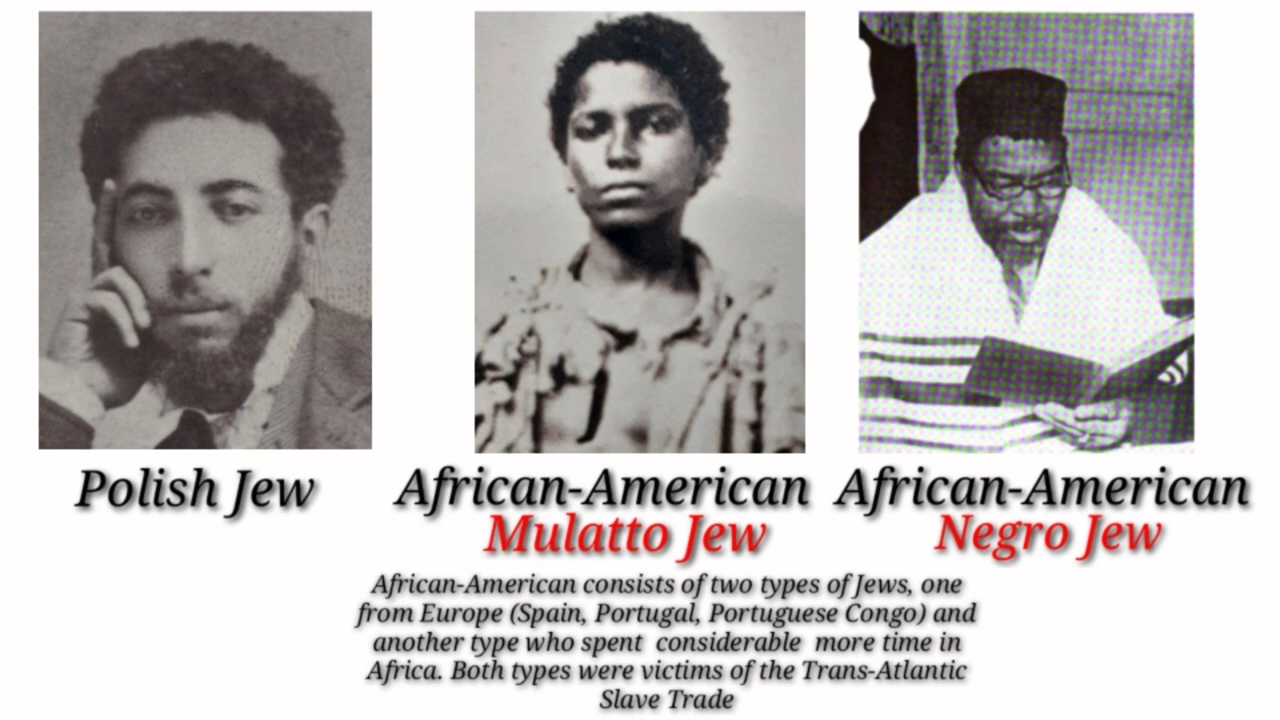 Polish Jew
African-American
Mulatto Jew
African-American
Negro Jew
African-American consists of two types of Jews, one
from Europe (Spain, Portugal, Portuguese Congo) and
another type who spent considerable more time in
Africa. Both types were victims of the Trans-Atlantic
Slave Trade